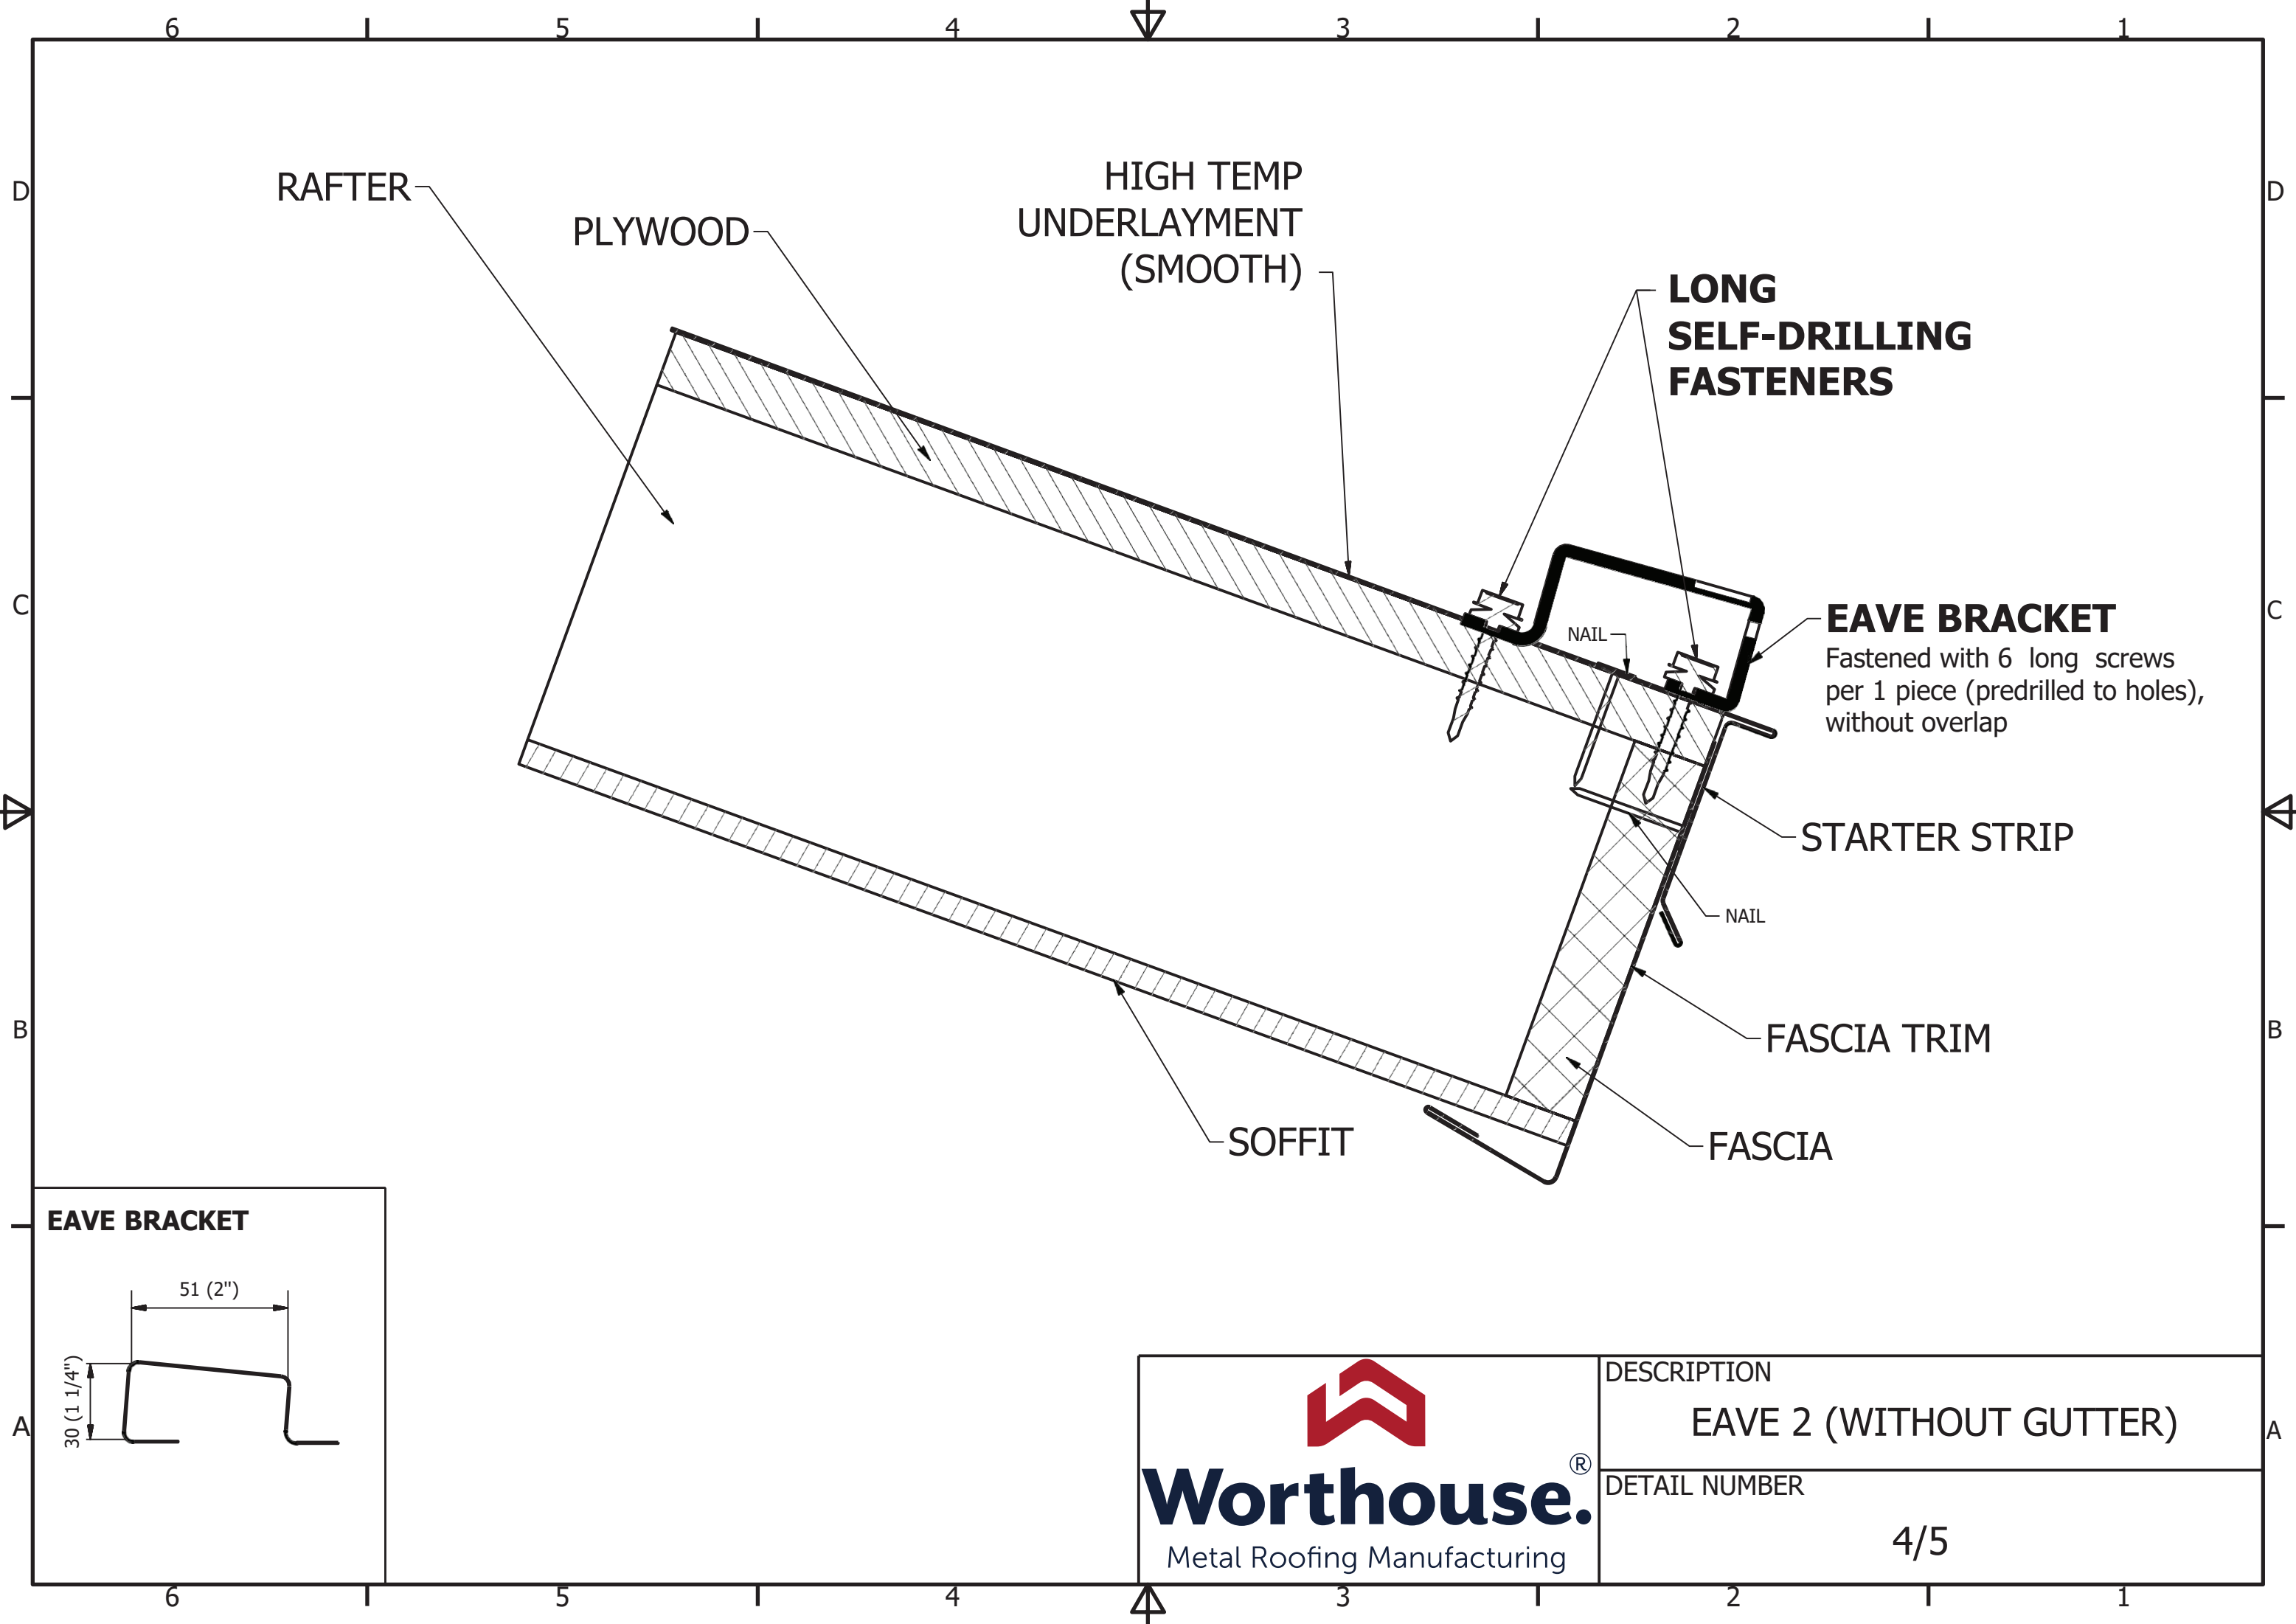 6 5 4 3 2 1
D
D
RAFTER
PLYWOOD
HIGH TEMP
UNDERLAYMENT
(SMOOTH)
LONG
SELF-DRILLING
FASTENERS
C
C
NAIL
EAVE BRACKET
Fastened with 6 long screws
per 1 piece (predrilled to holes),
without overlap
STARTER STRIP
NAIL
B
B
FASCIA TRIM
SOFFIT
FASCIA
EAVE BRACKET
51 (2")
30 (1 1/4")
A
A
Worthouse.®
Metal Roofing Manufacturing
DESCRIPTION
EAVE 2 (WITHOUT GUTTER)
DETAIL NUMBER
4/5
6 5 4 3 2 1